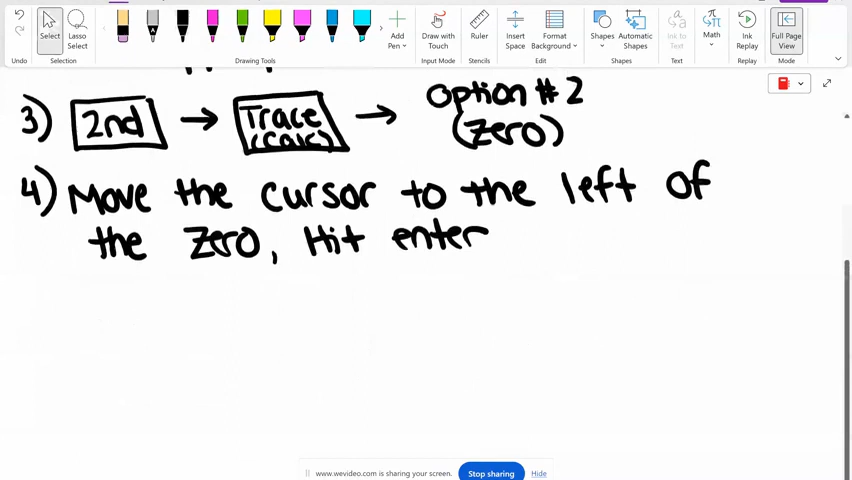 Undo
Select
Lasso Select
Selection
Drawing Tools
Add Pen
Draw with Touch
Input Mode
Ruler
Stencils
Insert Space
Format Background
Edit
Shapes
Automatic Shapes
Shapes
Ink to Text
Text
Math
Ink Replay
Replay
Full Page View
Mode
3) 2nd → Trace (calc) → Option #2 (Zero)
4) Move the cursor to the left of
the zero, Hit enter
www.wevideo.com is sharing your screen.
Stop sharing
Hide